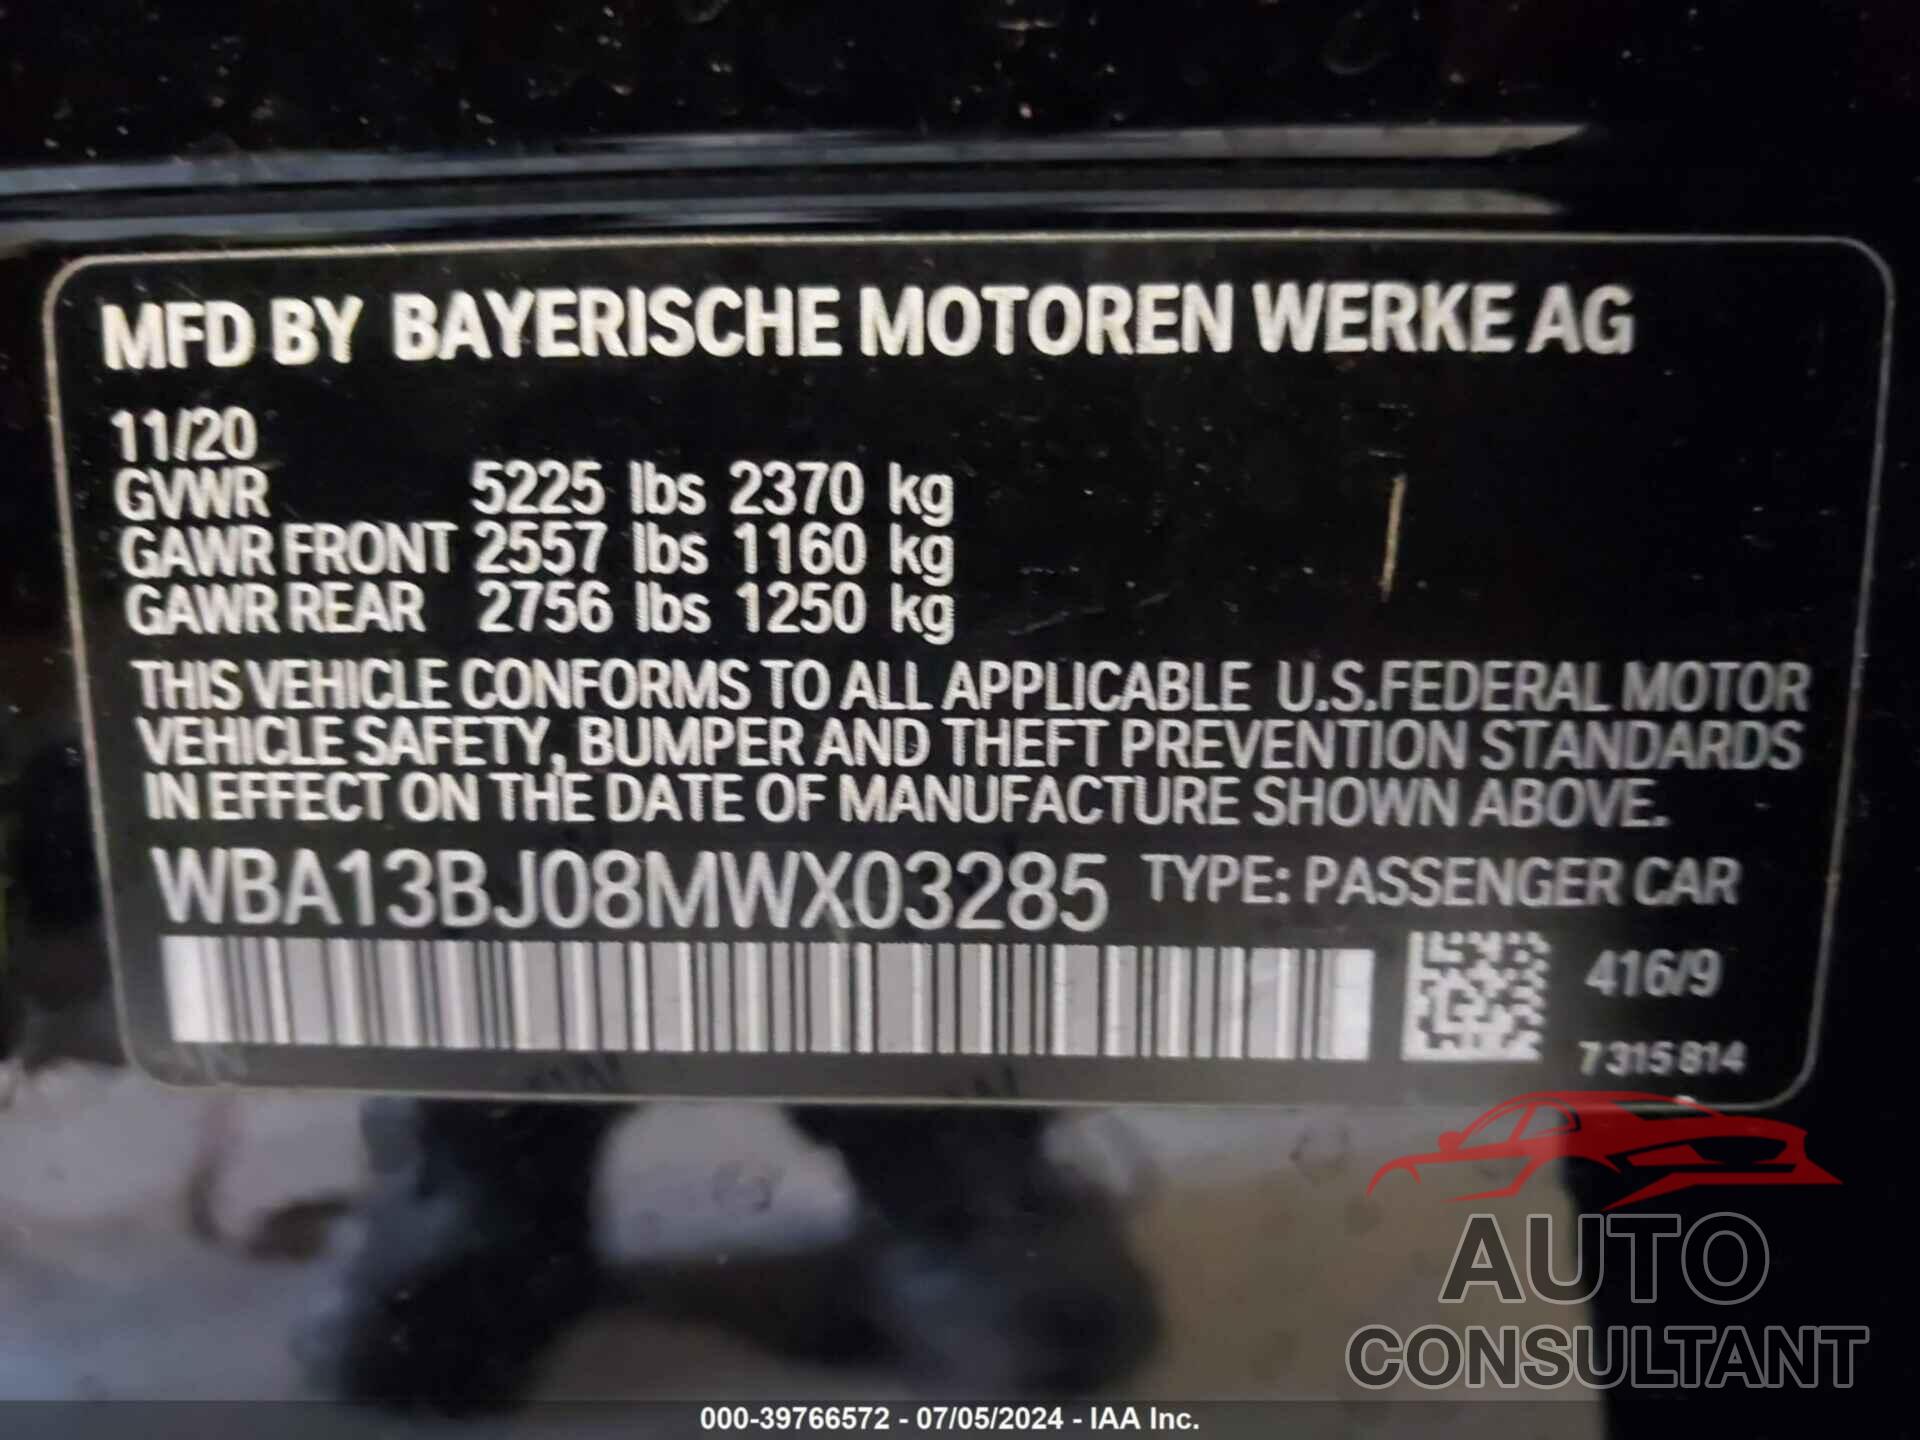 MFD BY BAYERISCHE MOTOREN WERKE AG
11/20
GVWR 5225 lbs 2370 kg
GAWR FRONT 2557 lbs 1160 kg
GAWR REAR 2756 lbs 1250 kg
THIS VEHICLE CONFORMS TO ALL APPLICABLE U.S.FEDERAL MOTOR
VEHICLE SAFETY, BUMPER AND THEFT PREVENTION STANDARDS
IN EFFECT ON THE DATE OF MANUFACTURE SHOWN ABOVE.
WBA13BJ08MWX03285 TYPE: PASSENGER CAR
416/9
7 315 814
AUTO
CONSULTANT
000-39766572 - 07/05/2024 - IAA Inc.